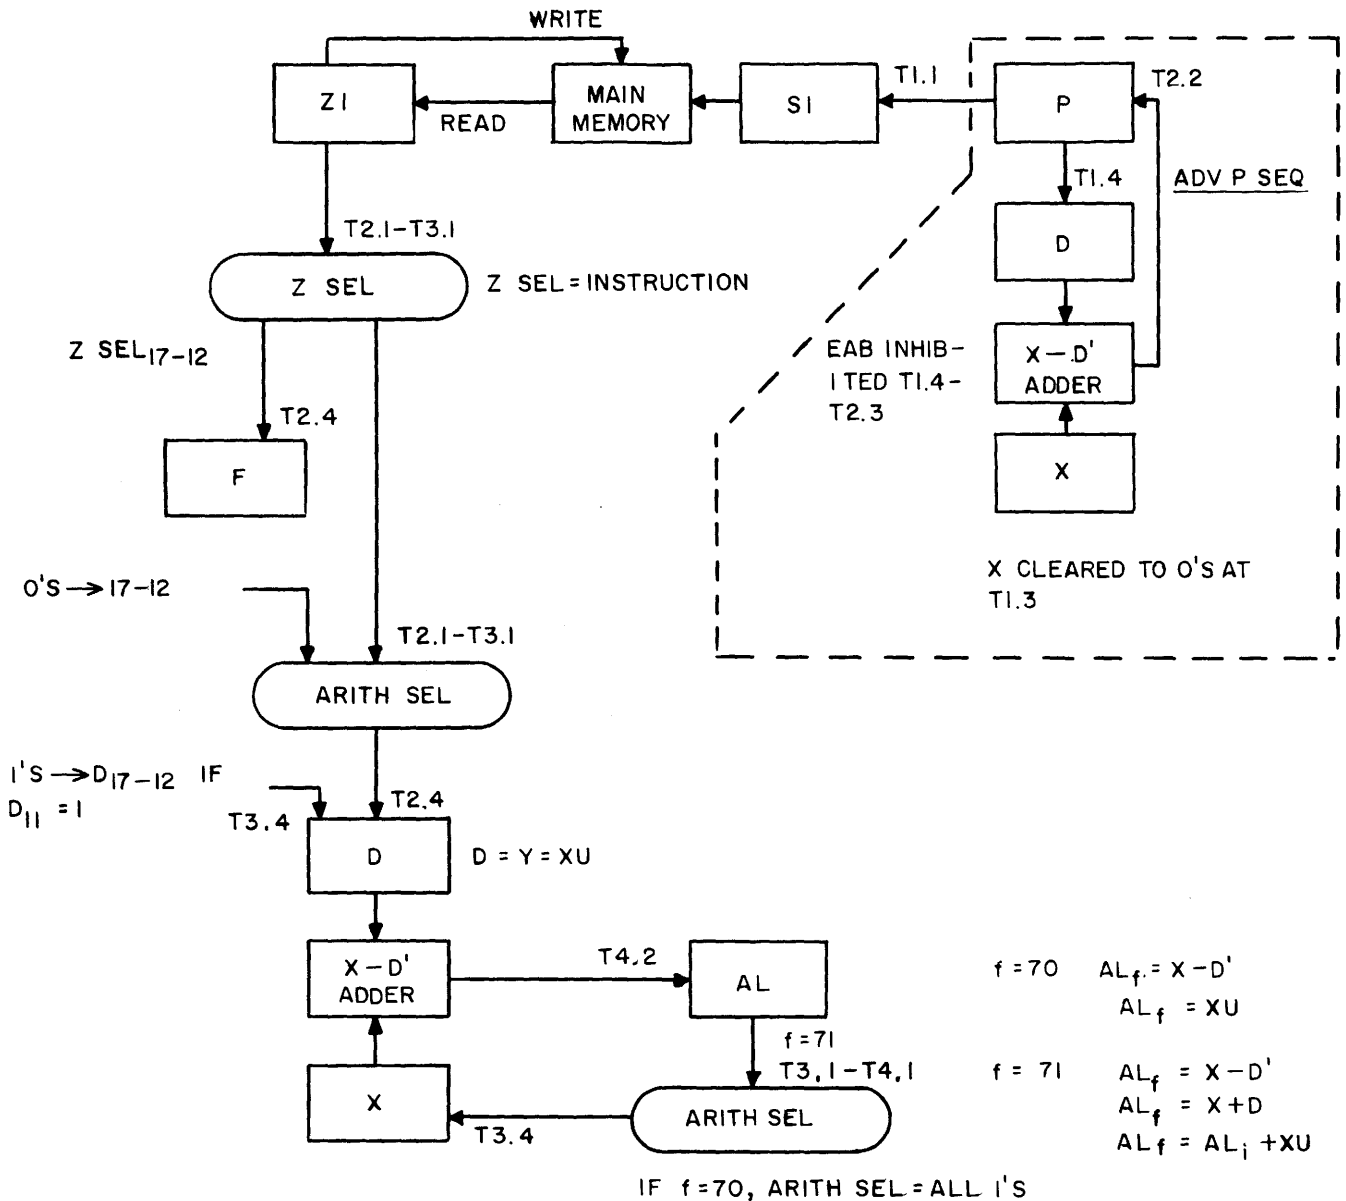 WRITE
Z1
MAIN
MEMORY
READ
S1
T1.1
P
T2.2
T1.4
ADV P SEQ
D
X-D'
ADDER
X
EAB INHIB-
ITED T1.4-
T2.3
X CLEARED TO 0'S AT
T1.3
T2.1-T3.1
Z SEL
Z SEL=INSTRUCTION
Z SEL17-12
T2.4
F
0'S→17-12
T2.1-T3.1
ARITH SEL
1'S→D17-12 IF
D11 = 1
T3.4
T2.4
D
D = Y = XU
X-D'
ADDER
T4.2
AL
f=71
T3.1-T4.1
X
T3.4
ARITH SEL
IF f=70, ARITH SEL=ALL 1'S
f=70 ALf=X-D'
ALf = XU
f = 71 ALf = X-D'
ALf = X+D
ALf = ALi +XU